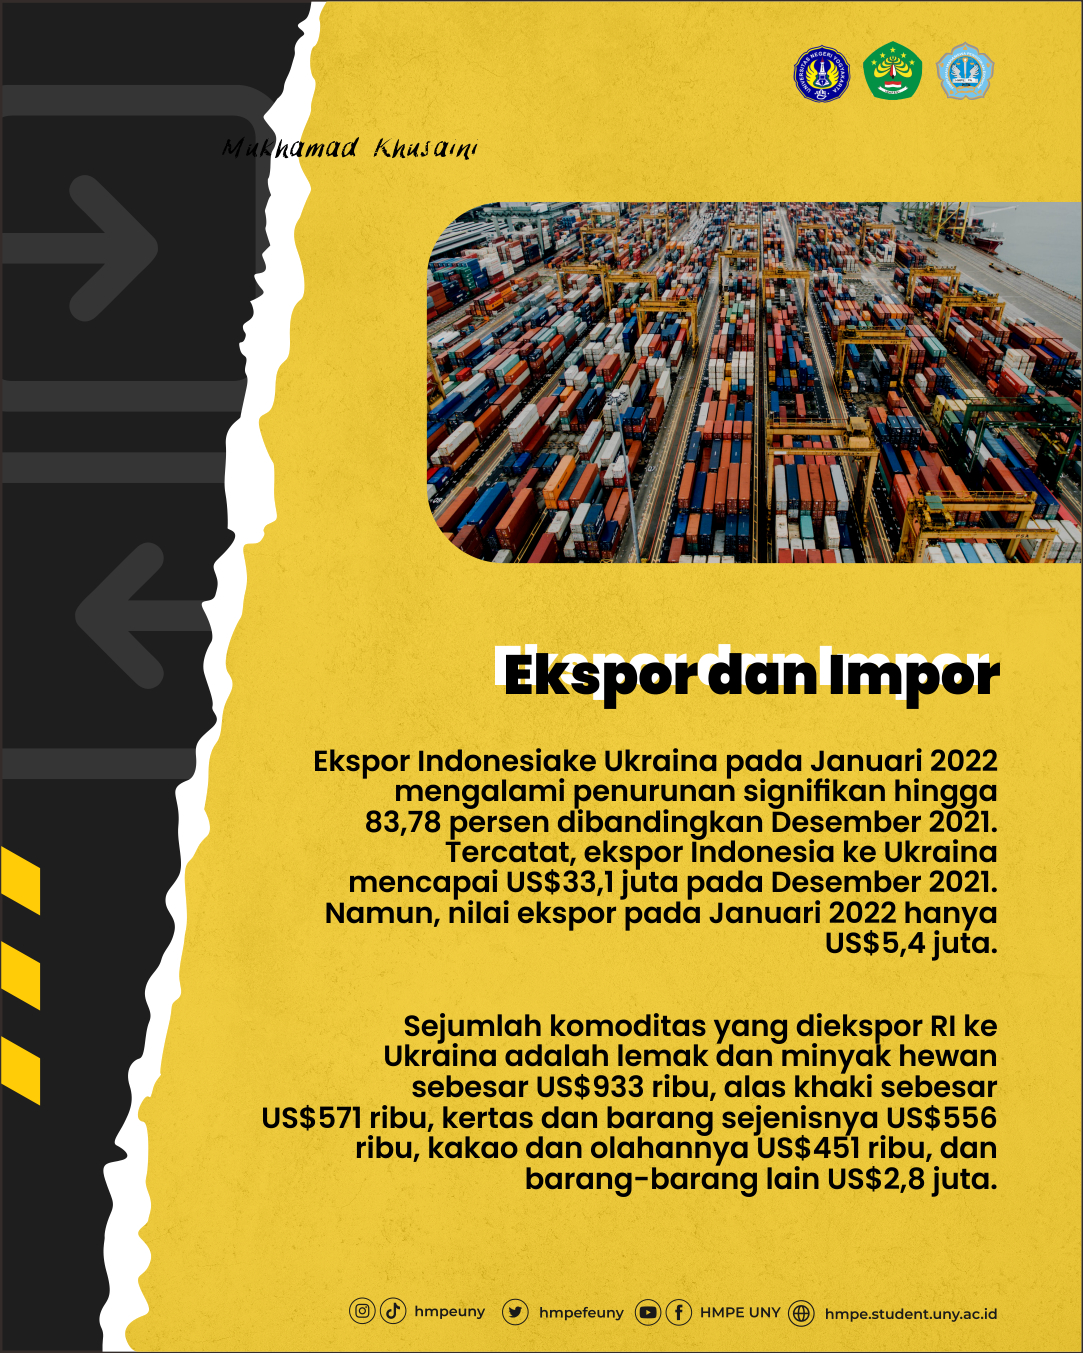 UNIVERSITAS NEGERI YOGYAKARTA
Mukhamad Khusaini
Ekspor dan Impor
Ekspor Indonesiake Ukraina pada Januari 2022
mengalami penurunan signifikan hingga
83,78 persen dibandingkan Desember 2021.
Tercatat, ekspor Indonesia ke Ukraina
mencapai US$33,1 juta pada Desember 2021.
Namun, nilai ekspor pada Januari 2022 hanya
US$5,4 juta.
Sejumlah komoditas yang diekspor RI ke
Ukraina adalah lemak dan minyak hewan
sebesar US$933 ribu, alas khaki sebesar
US$571 ribu, kertas dan barang sejenisnya US$556
ribu, kakao dan olahannya US$451 ribu, dan
barang-barang lain US$2,8 juta.
hmpeuny hmpefeuny HMPE UNY hmpe.student.uny.ac.id